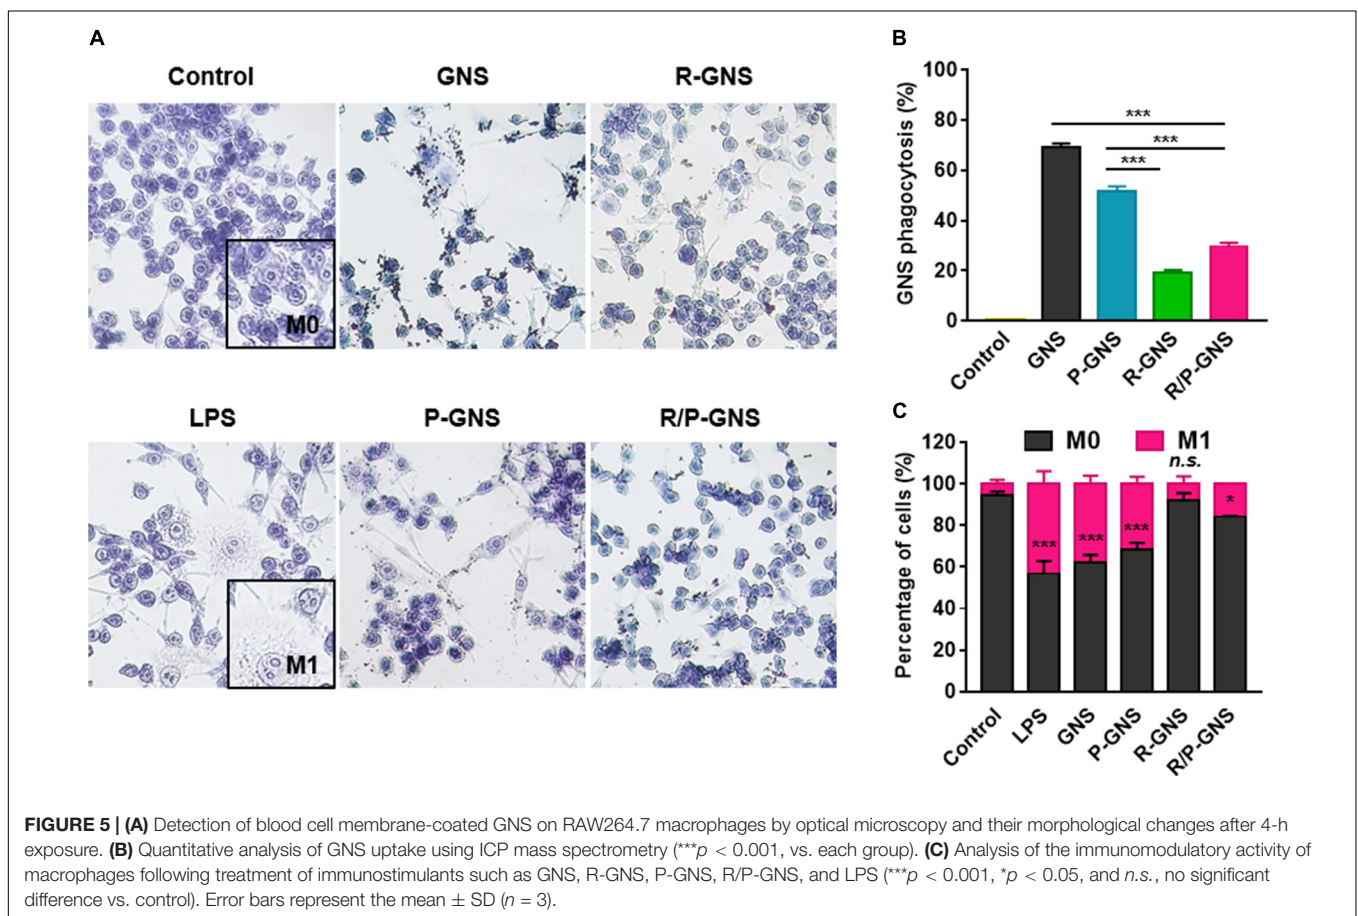 A
Control
GNS
R-GNS
M0
LPS
P-GNS
R/P-GNS
M1
B
GNS phagocytosis (%)
100
80
60
40
20
0
***
***
***
Control
GNS
P-GNS
R-GNS
R/P-GNS
C
Percentage of cells (%)
120
100
80
60
40
20
0
M0
M1
n.s.
***
***
***
*
Control
LPS
GNS
P-GNS
R-GNS
R/P-GNS
FIGURE 5 | (A) Detection of blood cell membrane-coated GNS on RAW264.7 macrophages by optical microscopy and their morphological changes after 4-h
exposure. (B) Quantitative analysis of GNS uptake using ICP mass spectrometry (***p < 0.001, vs. each group). (C) Analysis of the immunomodulatory activity of
macrophages following treatment of immunostimulants such as GNS, R-GNS, P-GNS, R/P-GNS, and LPS (***p < 0.001, *p < 0.05, and n.s., no significant
difference vs. control). Error bars represent the mean ± SD (n = 3).